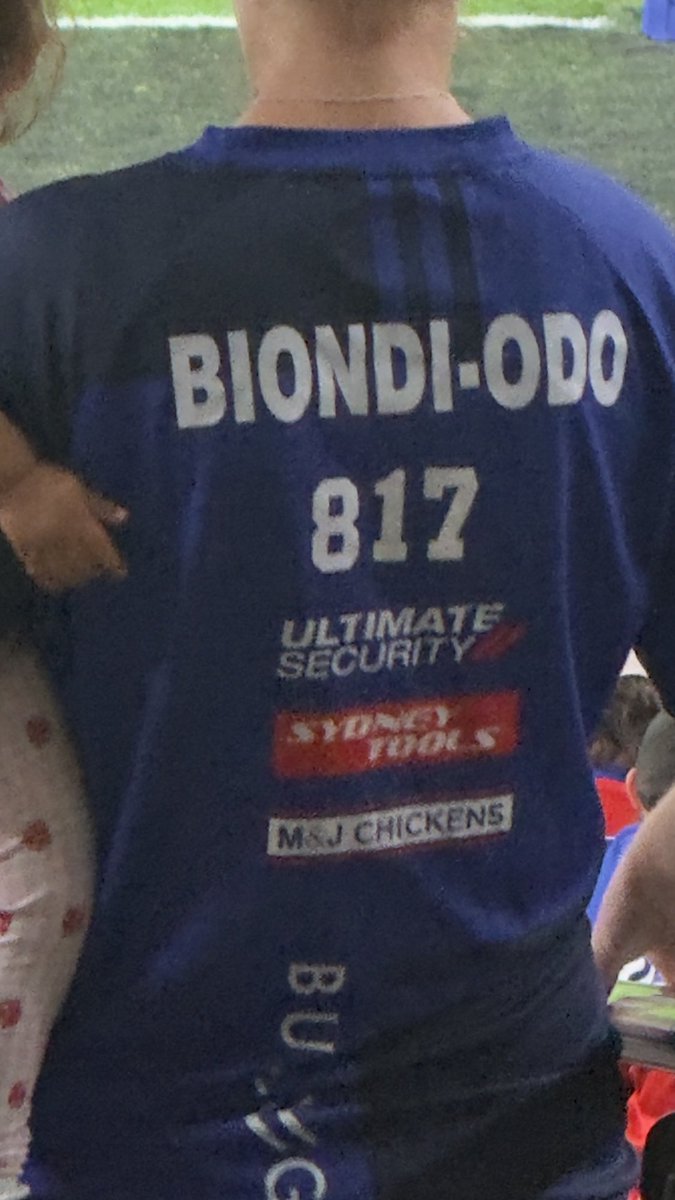 BIONDI-ODO
817
ULTIMATE
SECURITY
SYDNEY
TOOLS
M&J CHICKENS